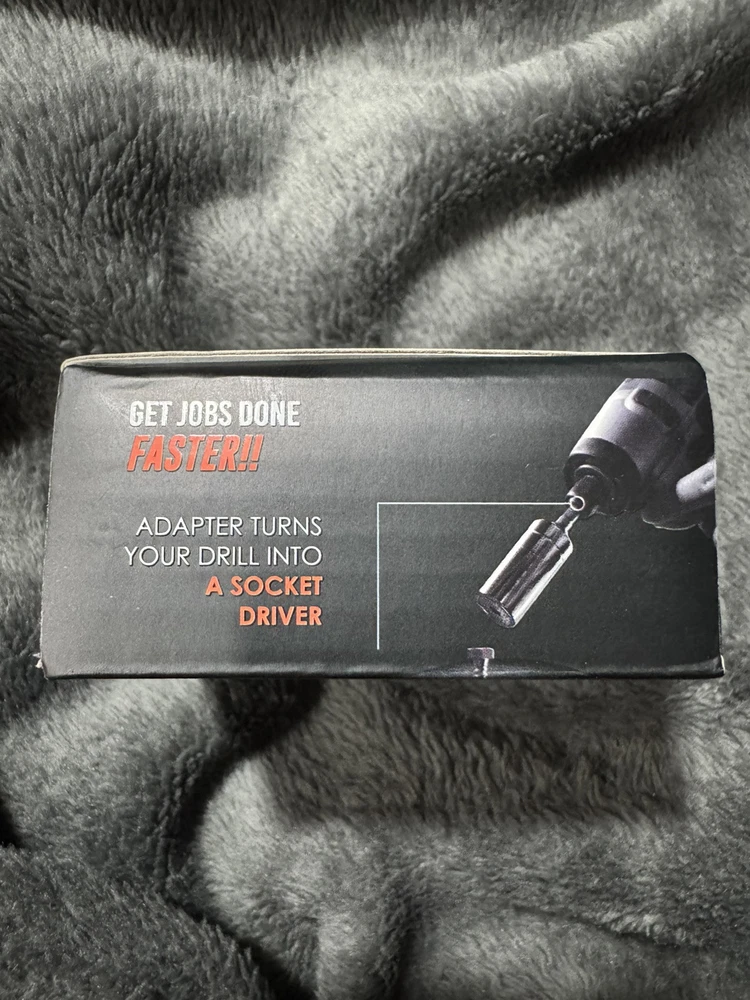 GET JOBS DONE
FASTER!!
ADAPTER TURNS
YOUR DRILL INTO
A SOCKET
DRIVER